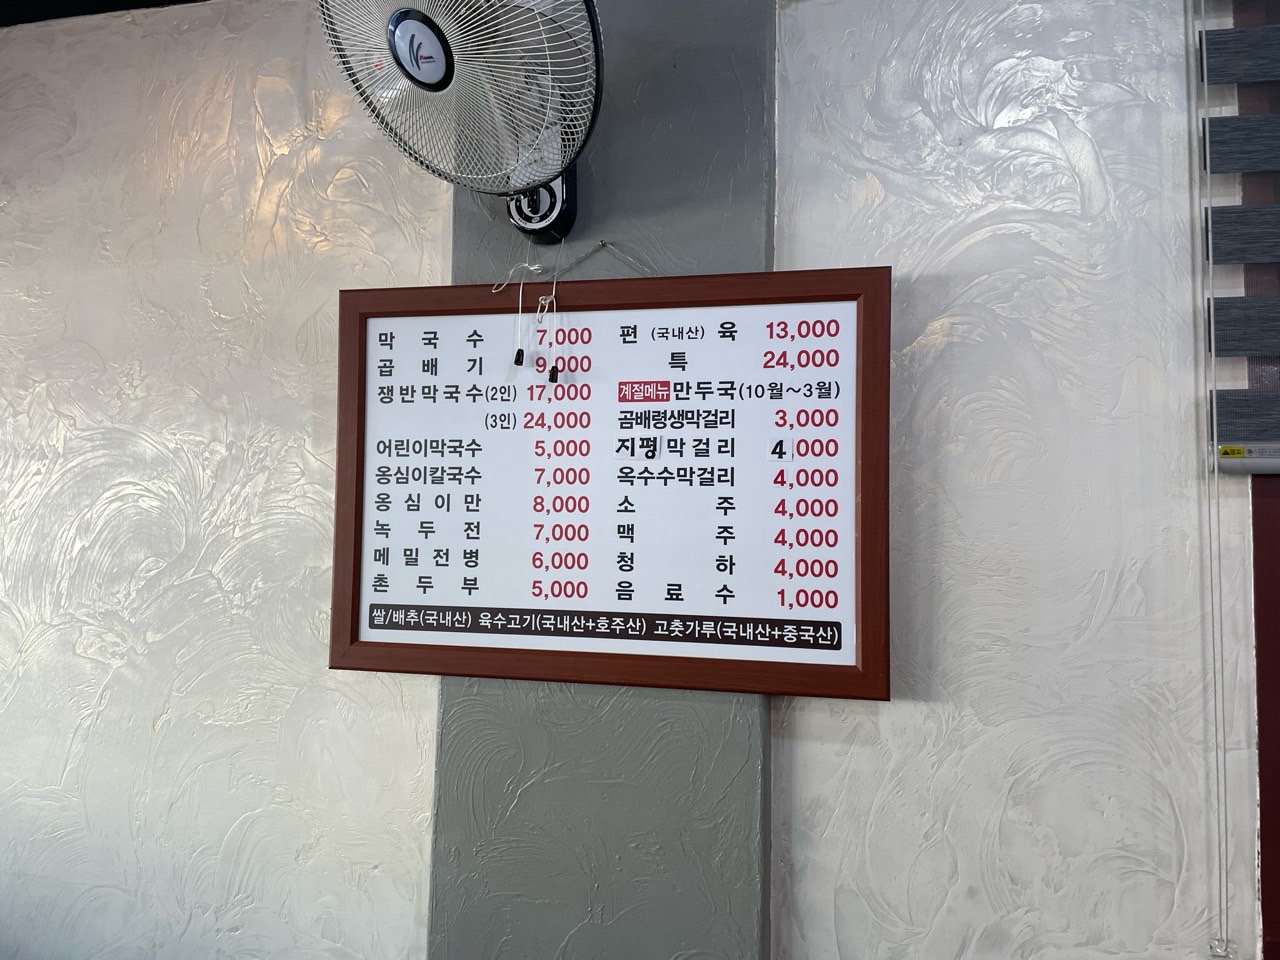 막국수 7,000
곱배기 9,000
쟁반막국수(2인) 17,000
(3인) 24,000
어린이막국수 5,000
옹심이칼국수 7,000
옹심이만 8,000
녹두전 7,000
메밀전병 6,000
촌두부 5,000
편(국내산)육 13,000
특 24,000
계절메뉴 만두국(10월~3월)
곰배령생막걸리 3,000
지평막걸리 4,000
옥수수막걸리 4,000
소주 4,000
맥주 4,000
청하 4,000
음료수 1,000
쌀/배추(국내산) 육수고기(국내산+호주산) 고춧가루(국내산+중국산)